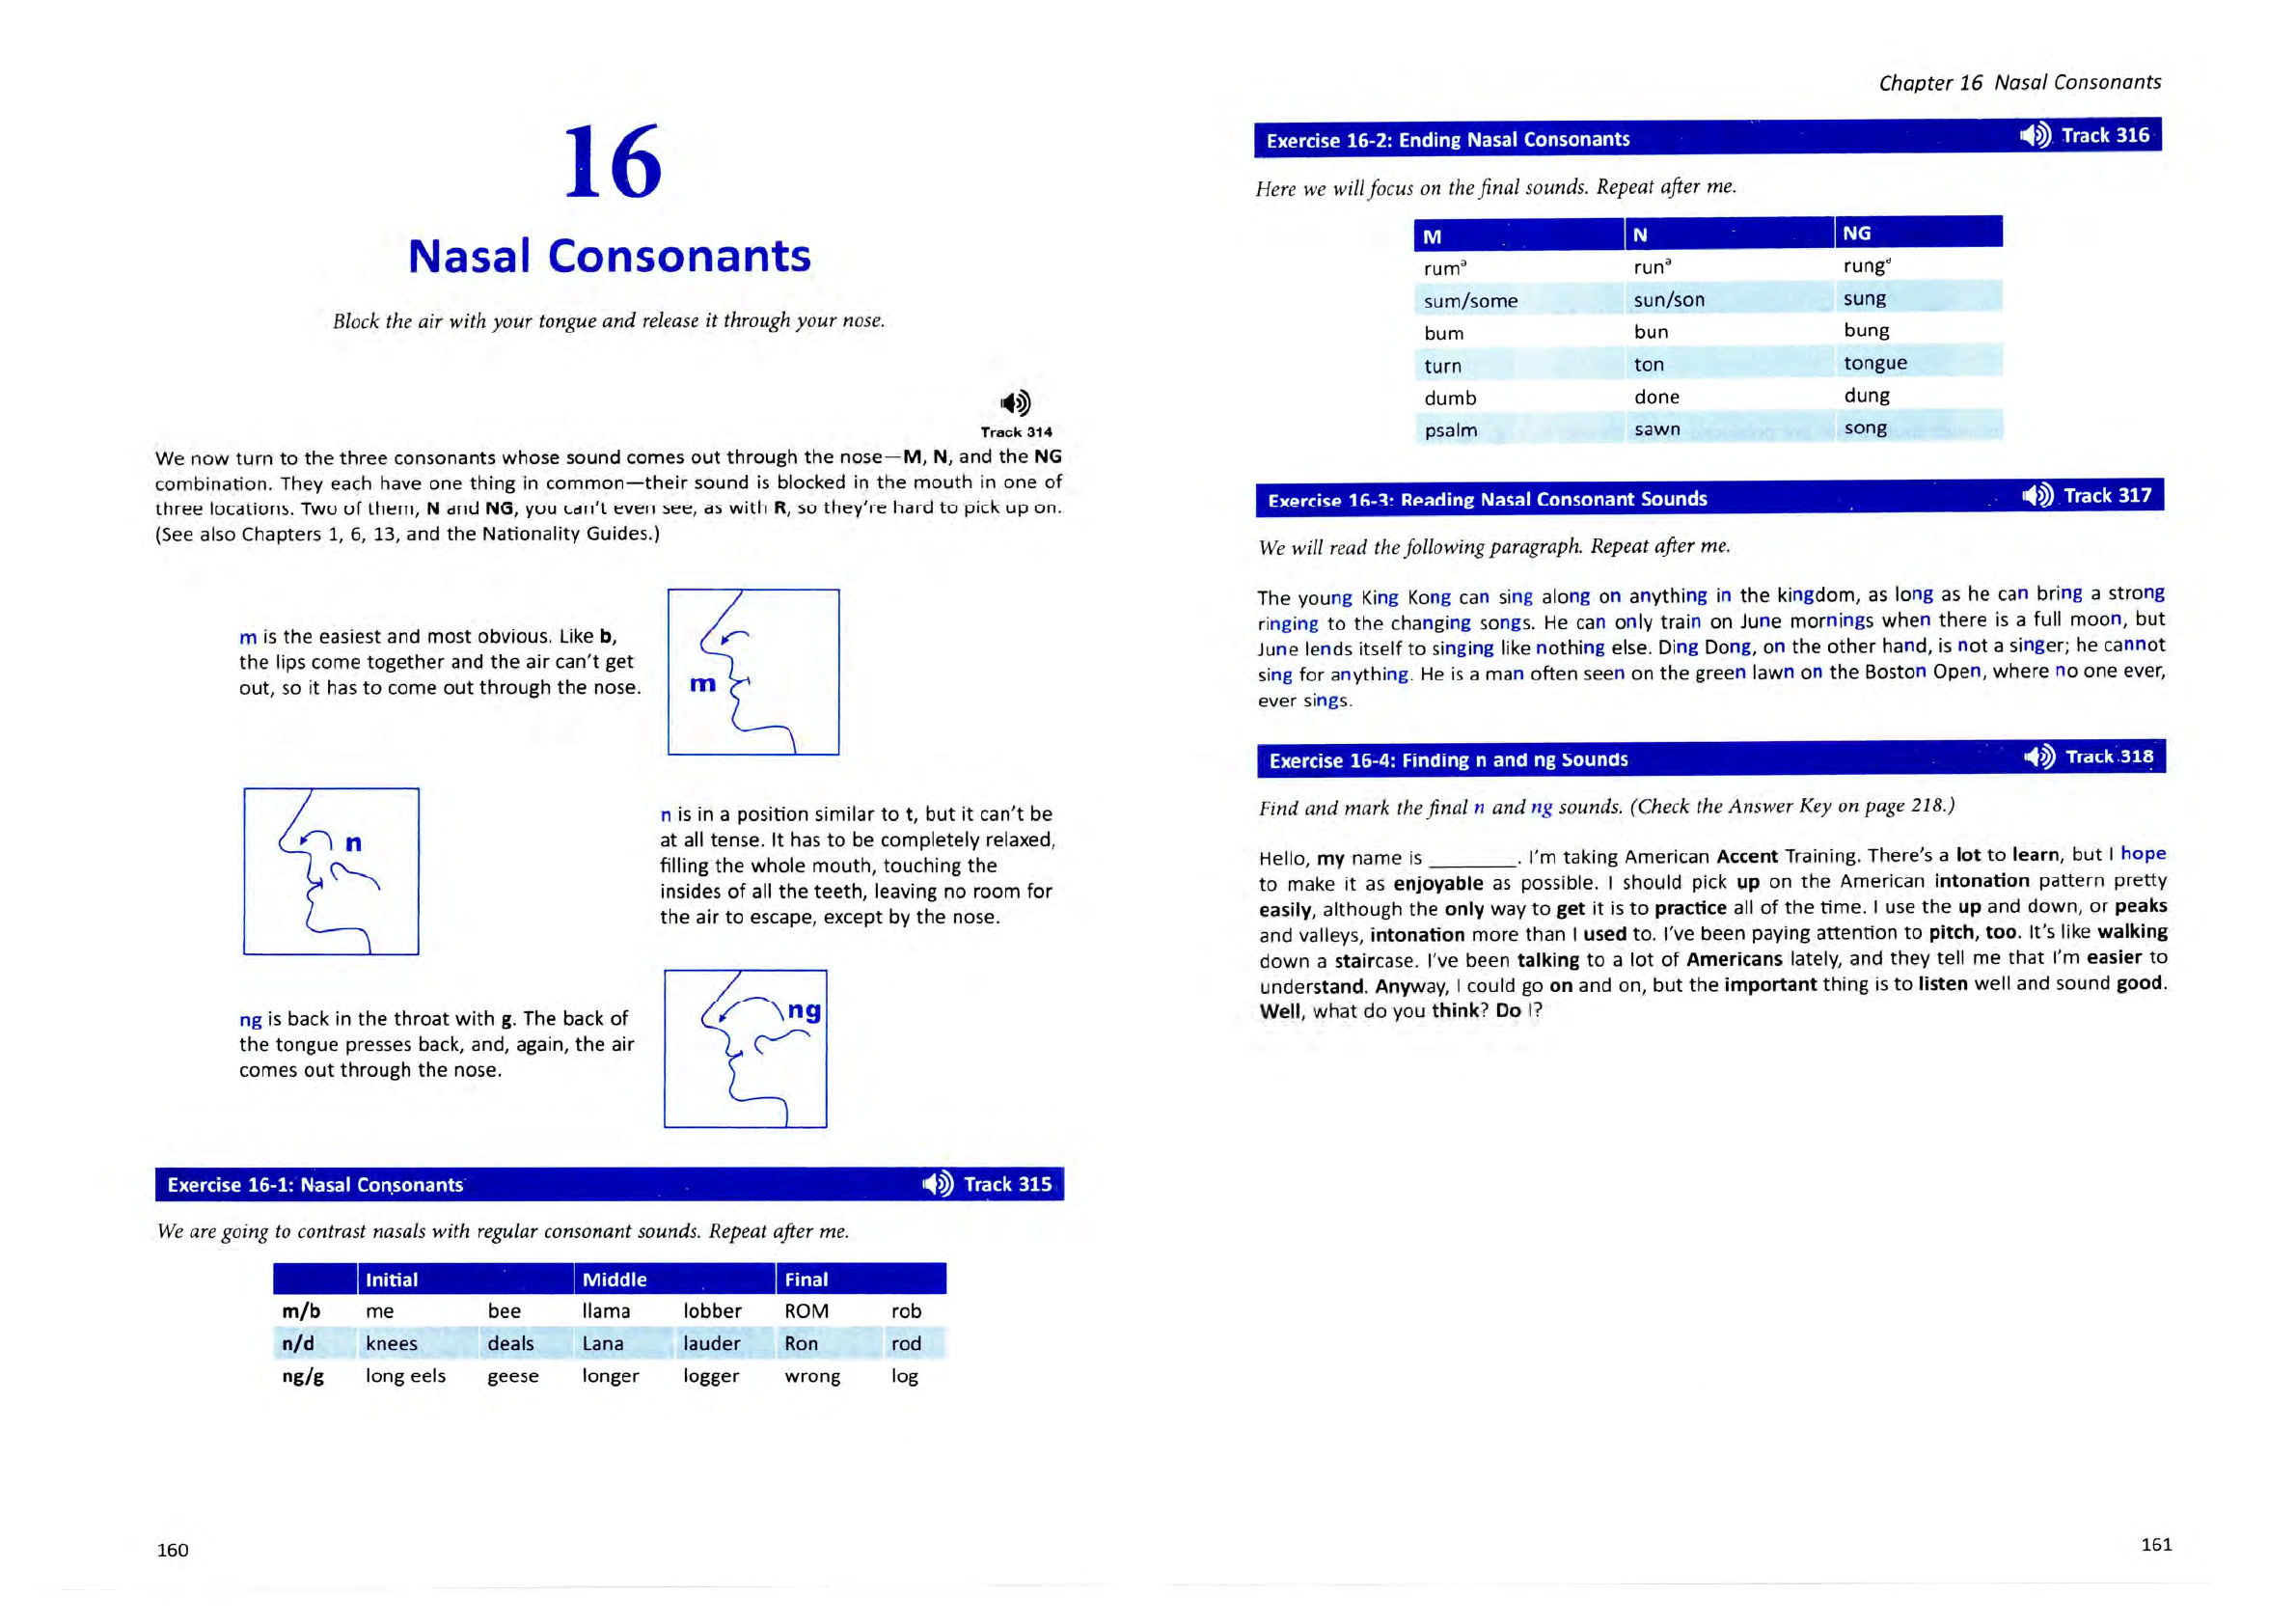 16
Nasal Consonants
Block the air with your tongue and release it through your nose.
Track 314
We now turn to the three consonants whose sound comes out through the nose—M, N, and the NG
combination. They each have one thing in common—their sound is blocked in the mouth in one of
three locations. Two of them, N and NG, you can't even see, as with R, so they're hard to pick up on.
(See also Chapters 1, 6, 13, and the Nationality Guides.)
m is the easiest and most obvious. Like b,
the lips come together and the air can't get
out, so it has to come out through the nose.
m
n
n is in a position similar to t, but it can't be
at all tense. It has to be completely relaxed,
filling the whole mouth, touching the
insides of all the teeth, leaving no room for
the air to escape, except by the nose.
ng is back in the throat with g. The back of
the tongue presses back, and, again, the air
comes out through the nose.
ng
Exercise 16-1: Nasal Consonants Track 315
We are going to contrast nasals with regular consonant sounds. Repeat after me.
Initial Middle Final
m/b me bee llama lobber ROM rob
n/d knees deals Lana lauder Ron rod
ng/g long eels geese longer logger wrong log
160
Chapter 16 Nasal Consonants
Exercise 16-2: Ending Nasal Consonants Track 316
Here we will focus on the final sounds. Repeat after me.
M N NG
rumᵊ runᵊ rungᵊ
sum/some sun/son sung
bum bun bung
turn ton tongue
dumb done dung
psalm sawn song
Exercise 16-3: Reading Nasal Consonant Sounds Track 317
We will read the following paragraph. Repeat after me.
The young King Kong can sing along on anything in the kingdom, as long as he can bring a strong
ringing to the changing songs. He can only train on June mornings when there is a full moon, but
June lends itself to singing like nothing else. Ding Dong, on the other hand, is not a singer; he cannot
sing for anything. He is a man often seen on the green lawn on the Boston Open, where no one ever,
ever sings.
Exercise 16-4: Finding n and ng Sounds Track 318
Find and mark the final n and ng sounds. (Check the Answer Key on page 218.)
Hello, my name is ________. I'm taking American Accent Training. There's a lot to learn, but I hope
to make it as enjoyable as possible. I should pick up on the American intonation pattern pretty
easily, although the only way to get it is to practice all of the time. I use the up and down, or peaks
and valleys, intonation more than I used to. I've been paying attention to pitch, too. It's like walking
down a staircase. I've been talking to a lot of Americans lately, and they tell me that I'm easier to
understand. Anyway, I could go on and on, but the important thing is to listen well and sound good.
Well, what do you think? Do I?
161